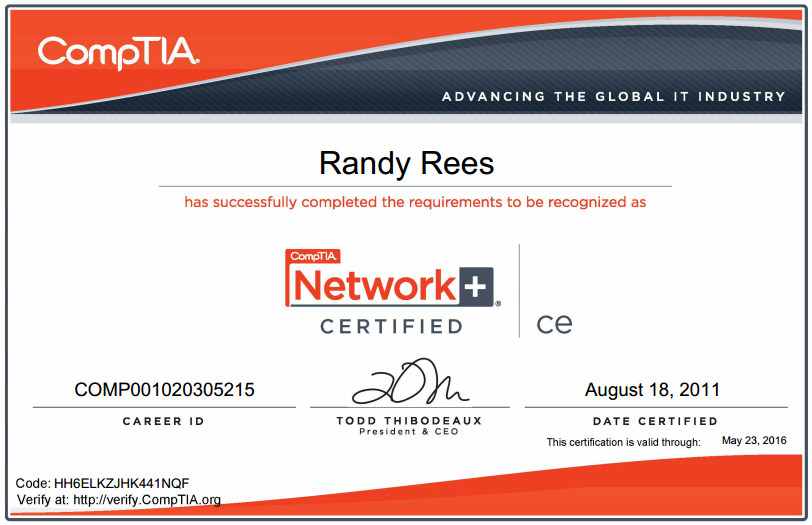 CompTIA.
ADVANCING THE GLOBAL IT INDUSTRY
Randy Rees
has successfully completed the requirements to be recognized as
CompTIA.
Network+®
CERTIFIED
ce
COMP001020305215
August 18, 2011
CAREER ID
TODD THIBODEAUX
DATE CERTIFIED
President & CEO
This certification is valid through: May 23, 2016
Code: HH6ELKZJHK441NQF
Verify at: http://verify.CompTIA.org